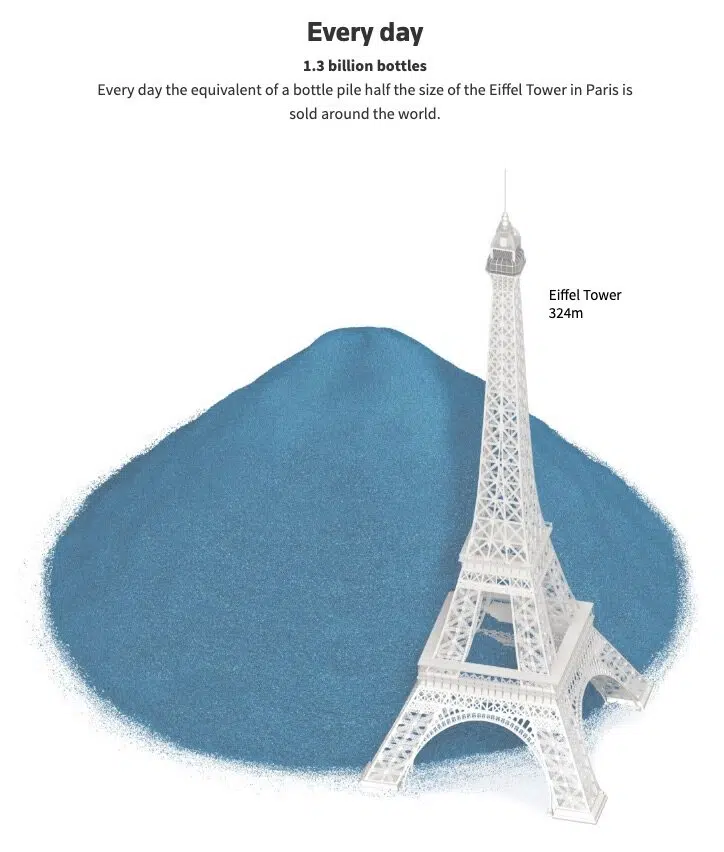 Every day
1.3 billion bottles
Every day the equivalent of a bottle pile half the size of the Eiffel Tower in Paris is
sold around the world.
Eiffel Tower
324m